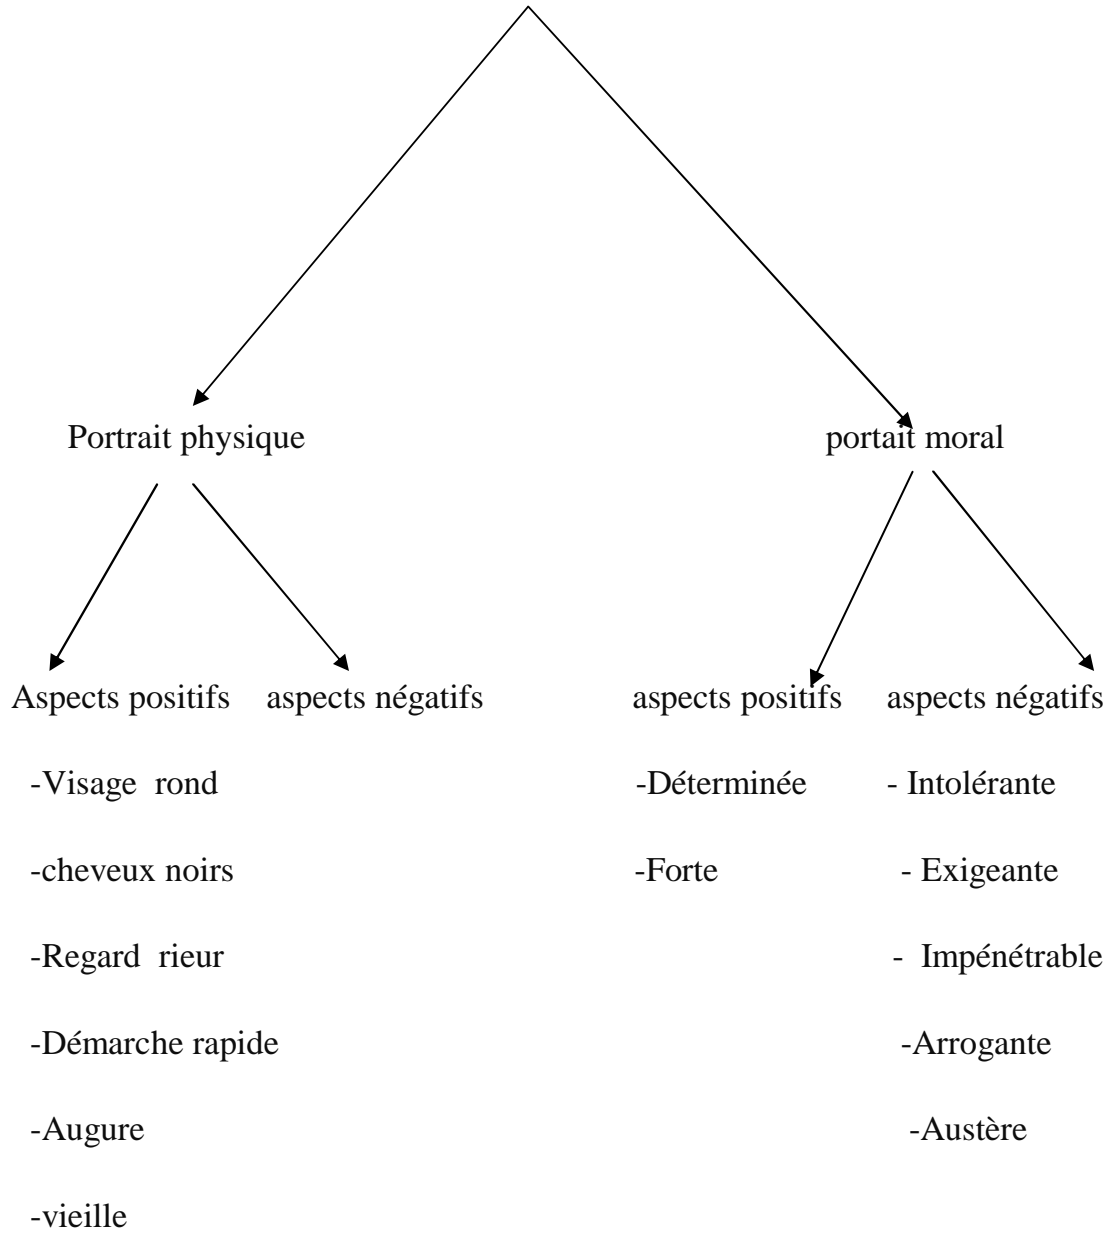 Portrait physique portait moral
Aspects positifs aspects négatifs aspects positifs aspects négatifs
-Visage rond -Déterminée - Intolérante
-cheveux noirs -Forte - Exigeante
-Regard rieur - Impénétrable
-Démarche rapide -Arrogante
-Augure -Austère
-vieille